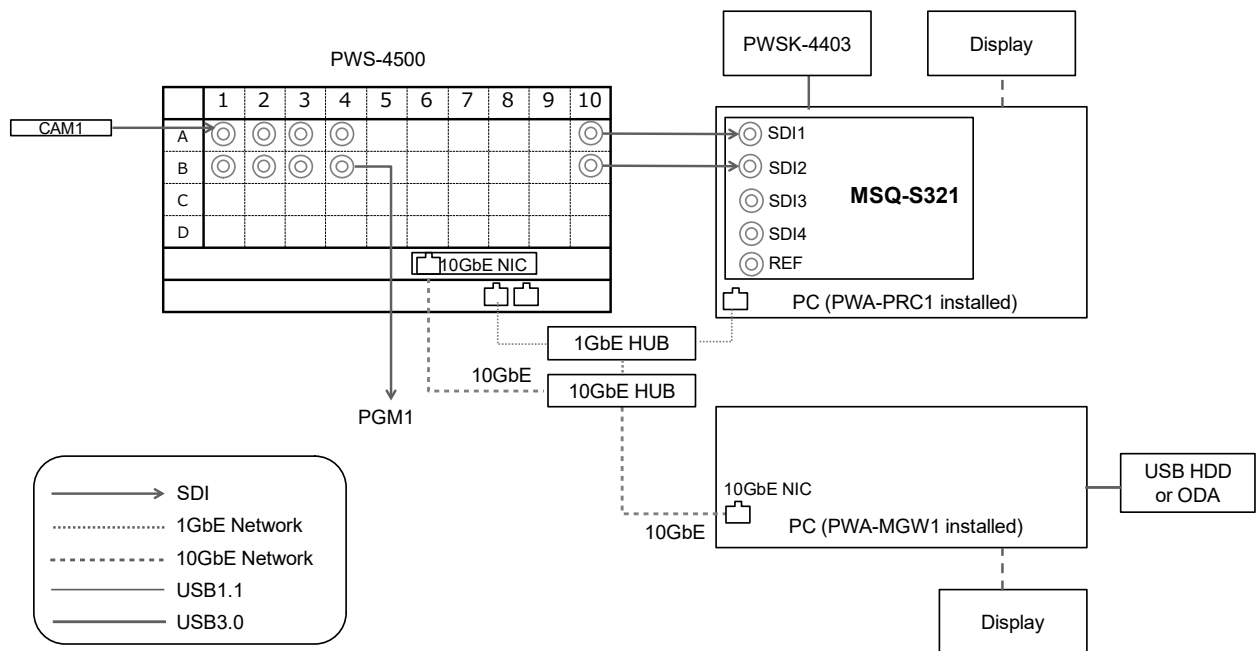 PWS-4500
PWSK-4403
Display
1 2 3 4 5 6 7 8 9 10
CAM1
A
B
C
D
SDI1
SDI2
SDI3
SDI4
REF
MSQ-S321
10GbE NIC
PC (PWA-PRC1 installed)
1GbE HUB
10GbE
10GbE HUB
PGM1
SDI
1GbE Network
10GbE Network
USB1.1
USB3.0
10GbE NIC
10GbE
PC (PWA-MGW1 installed)
USB HDD
or ODA
Display